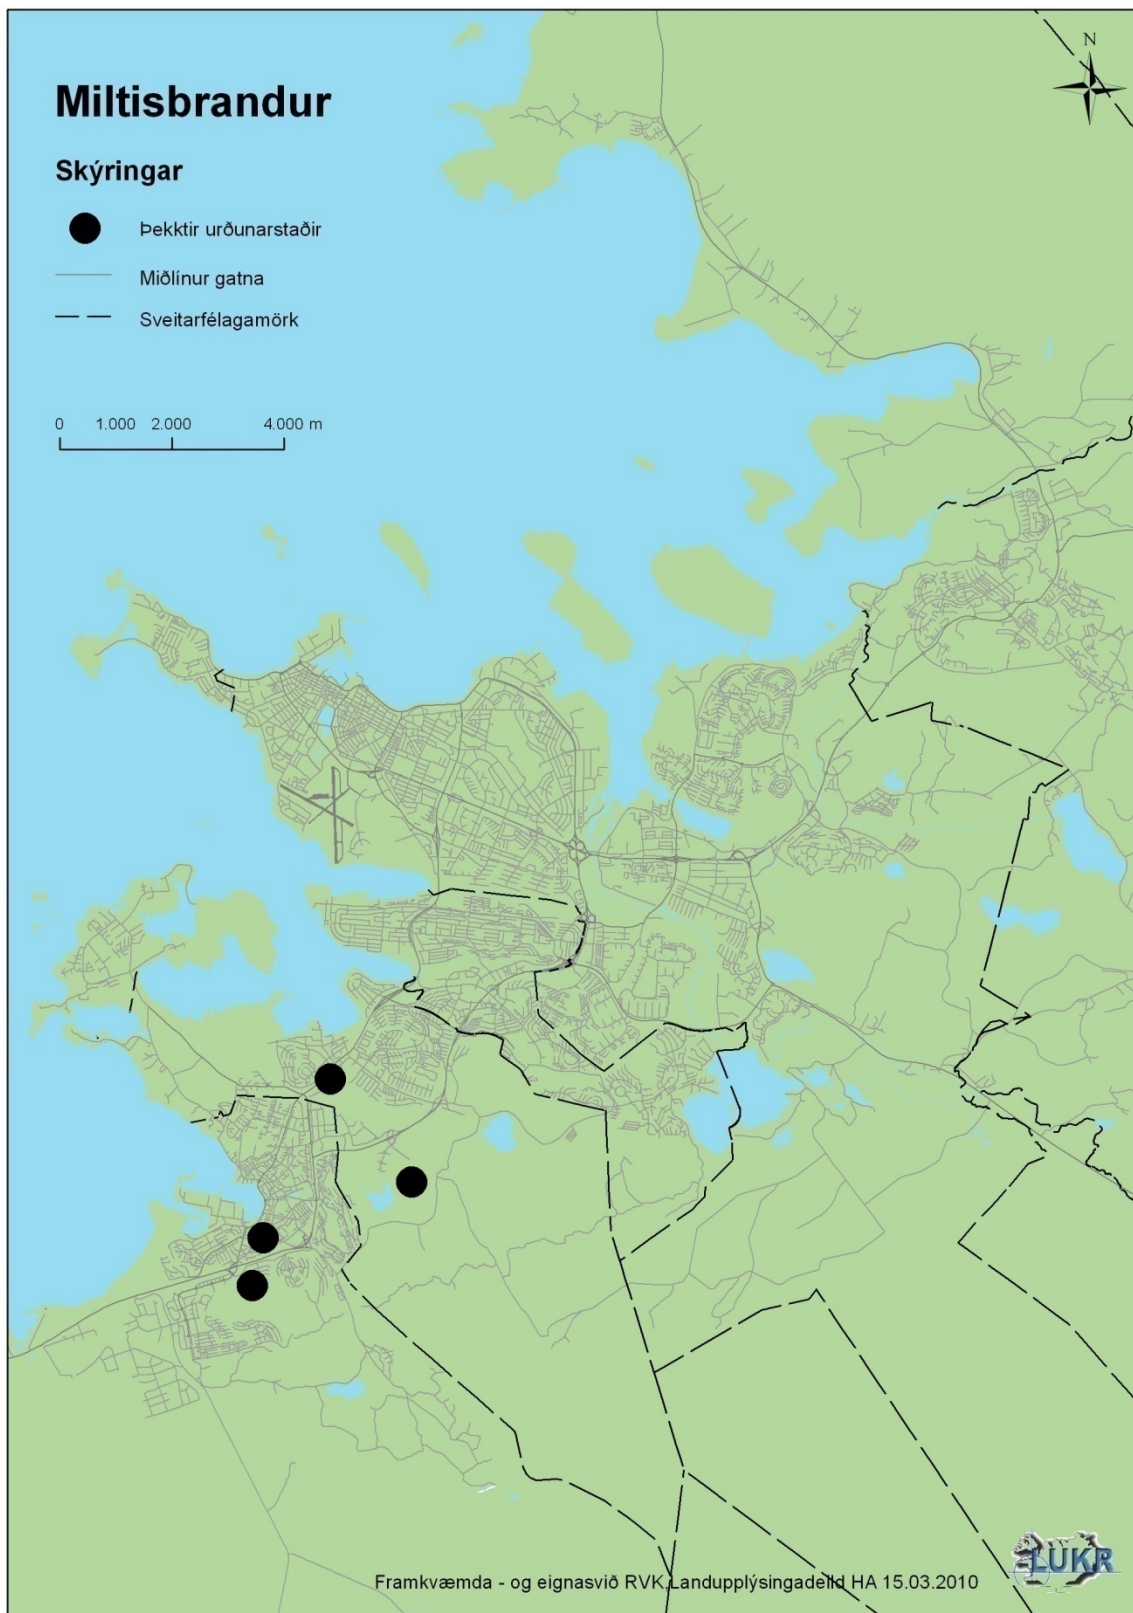 N
Miltisbrandur
Skýringar
Þekktir urðunarstaðir
Miðlínur gatna
Sveitarfélagamörk
0 1.000 2.000 4.000 m
LUKR
Framkvæmda - og eignasvið RVK,Landupplýsingadeild HA 15.03.2010